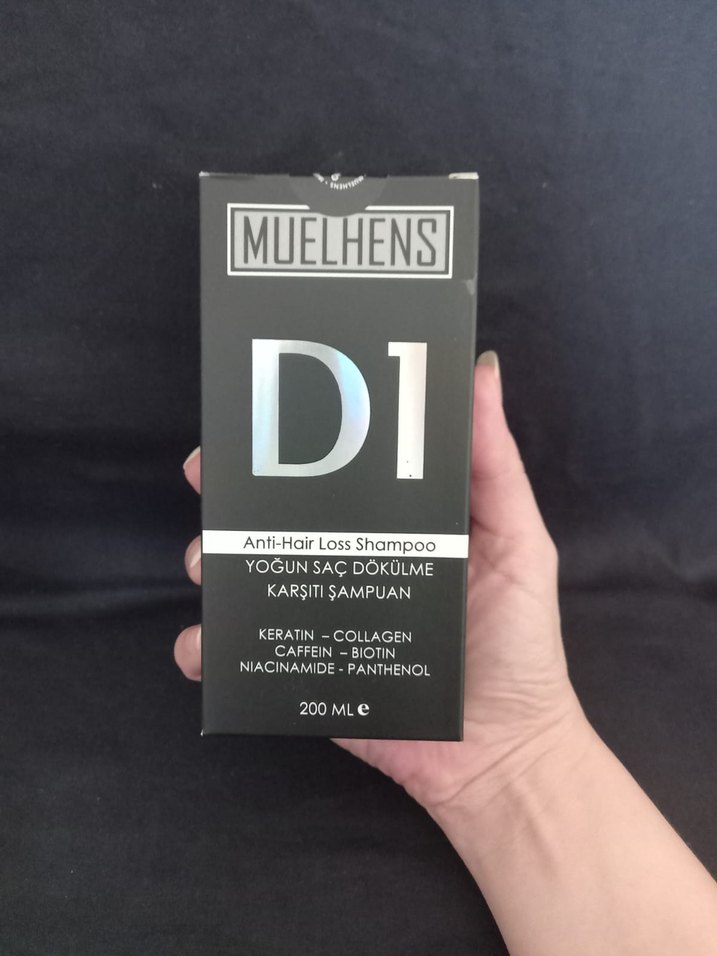 MUELHENS
D1
Anti-Hair Loss Shampoo
YOĞUN SAÇ DÖKÜLME
KARŞITI ŞAMPUAN
KERATIN – COLLAGEN
CAFFEIN – BIOTIN
NIACINAMIDE - PANTHENOL
200 ML e